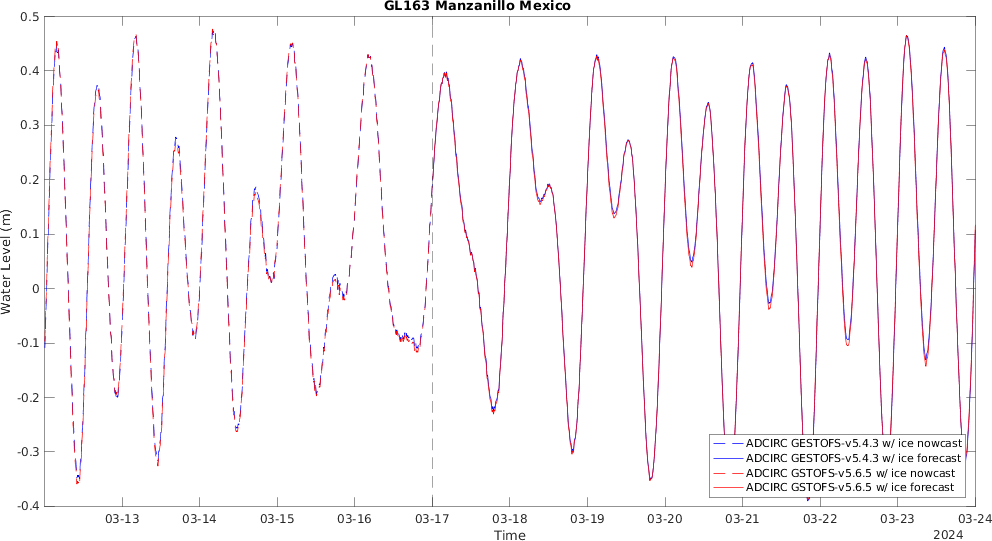 GL163 Manzanillo Mexico
0.5
0.4
0.3
0.2
0.1
0
-0.1
-0.2
-0.3
-0.4
Water Level (m)
ADCIRC GESTOFS-v5.4.3 w/ ice nowcast
ADCIRC GESTOFS-v5.4.3 w/ ice forecast
ADCIRC GSTOFS-v5.6.5 w/ ice nowcast
ADCIRC GSTOFS-v5.6.5 w/ ice forecast
03-13 03-14 03-15 03-16 03-17 03-18 03-19 03-20 03-21 03-22 03-23 03-24
Time
2024